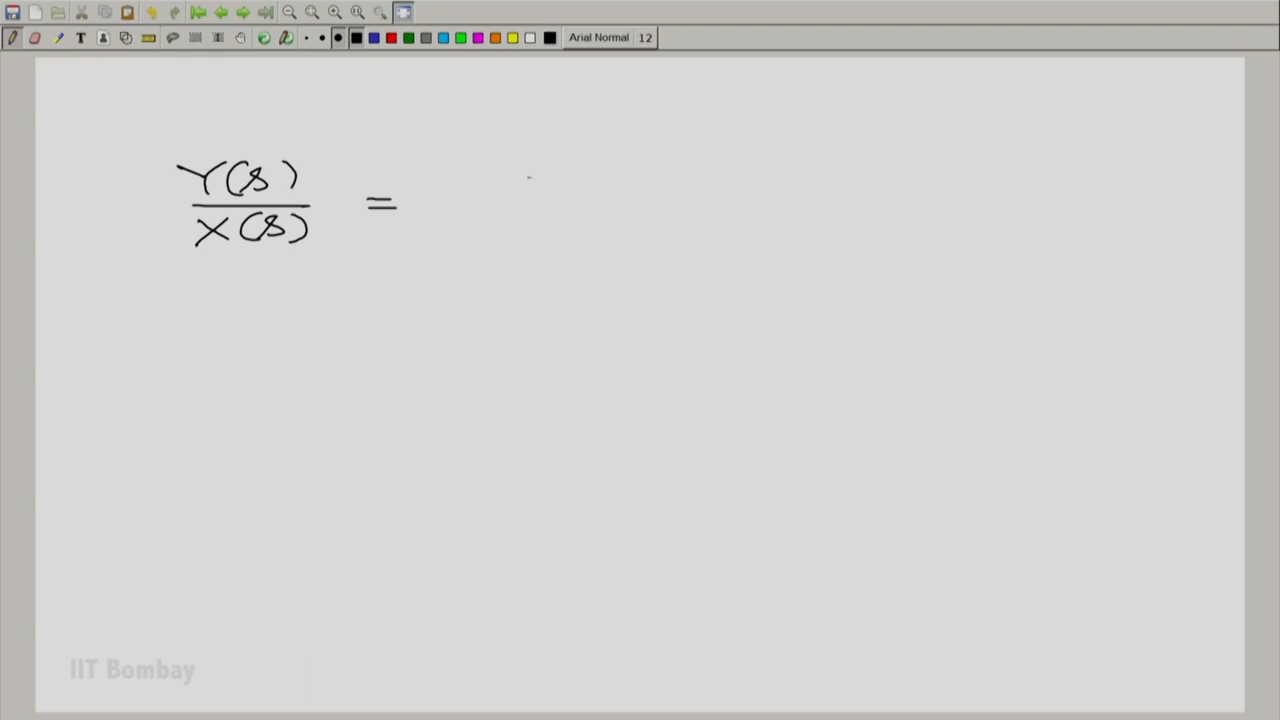 T Arial Normal 12
Y(s)
/ X(s) =
IIT Bombay